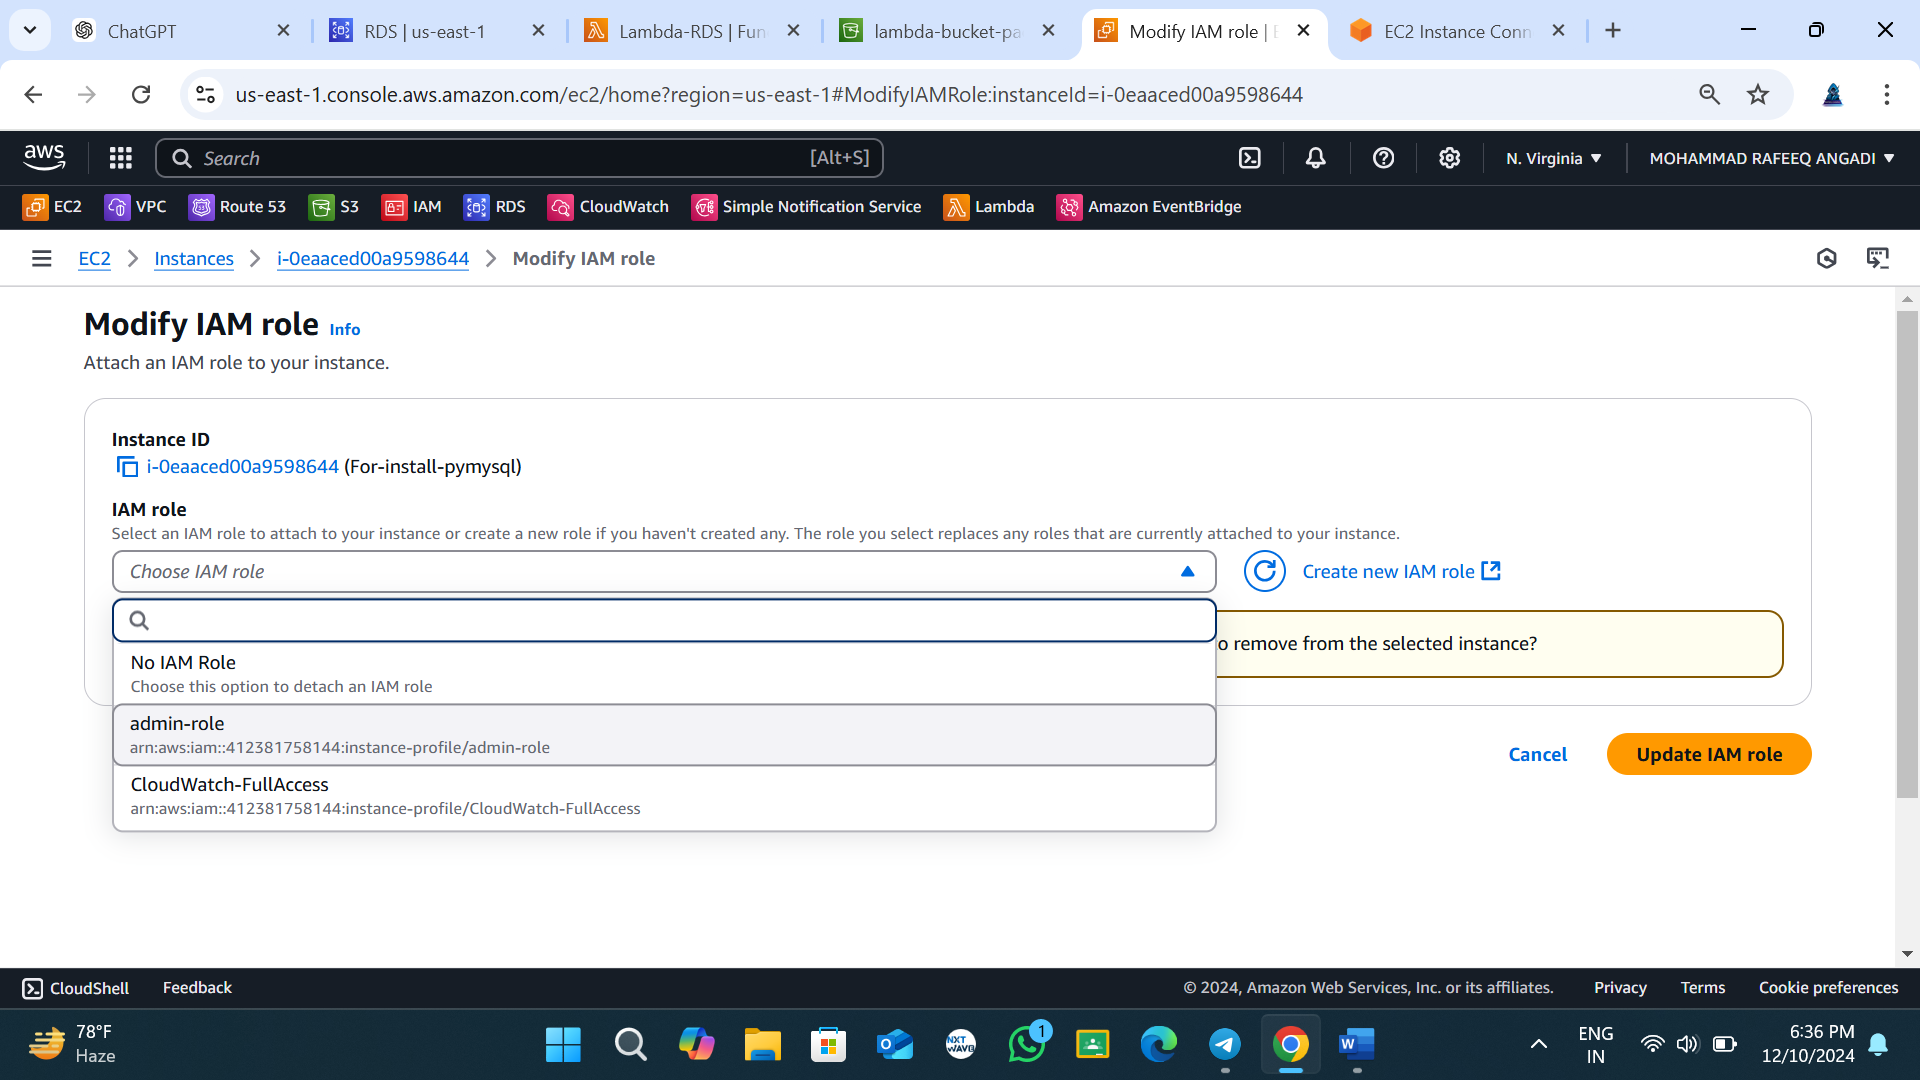 ChatGPT
RDS | us-east-1
Lambda-RDS | Fun
lambda-bucket-pa
Modify IAM role | E
EC2 Instance Conn
us-east-1.console.aws.amazon.com/ec2/home?region=us-east-1#ModifyIAMRole:instanceId=i-0eaaced00a9598644
aws
Search
[Alt+S]
N. Virginia
MOHAMMAD RAFEEQ ANGADI
EC2
VPC
Route 53
S3
IAM
RDS
CloudWatch
Simple Notification Service
Lambda
Amazon EventBridge
EC2
Instances
i-0eaaced00a9598644
Modify IAM role
Modify IAM role Info
Attach an IAM role to your instance.
Instance ID
i-0eaaced00a9598644 (For-install-pymysql)
IAM role
Select an IAM role to attach to your instance or create a new role if you haven't created any. The role you select replaces any roles that are currently attached to your instance.
Choose IAM role
Create new IAM role
o remove from the selected instance?
No IAM Role
Choose this option to detach an IAM role
admin-role
arn:aws:iam::412381758144:instance-profile/admin-role
Cancel
Update IAM role
CloudWatch-FullAccess
arn:aws:iam::412381758144:instance-profile/CloudWatch-FullAccess
CloudShell
Feedback
© 2024, Amazon Web Services, Inc. or its affiliates.
Privacy
Terms
Cookie preferences
78°F
Haze
NXT
WAVE
1
ENG
IN
6:36 PM
12/10/2024